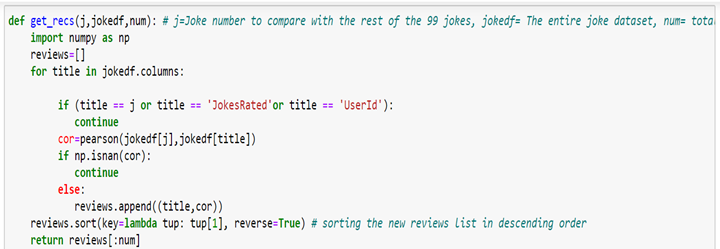 def get_recs(j,jokedf,num): # j=Joke number to compare with the rest of the 99 jokes, jokedf= The entire joke dataset, num= tota
import numpy as np
reviews=[]
for title in jokedf.columns:
if (title == j or title == 'JokesRated'or title == 'UserId'):
continue
cor=pearson(jokedf[j],jokedf[title])
if np.isnan(cor):
continue
else:
reviews.append((title,cor))
reviews.sort(key=lambda tup: tup[1], reverse=True) # sorting the new reviews list in descending order
return reviews[:num]